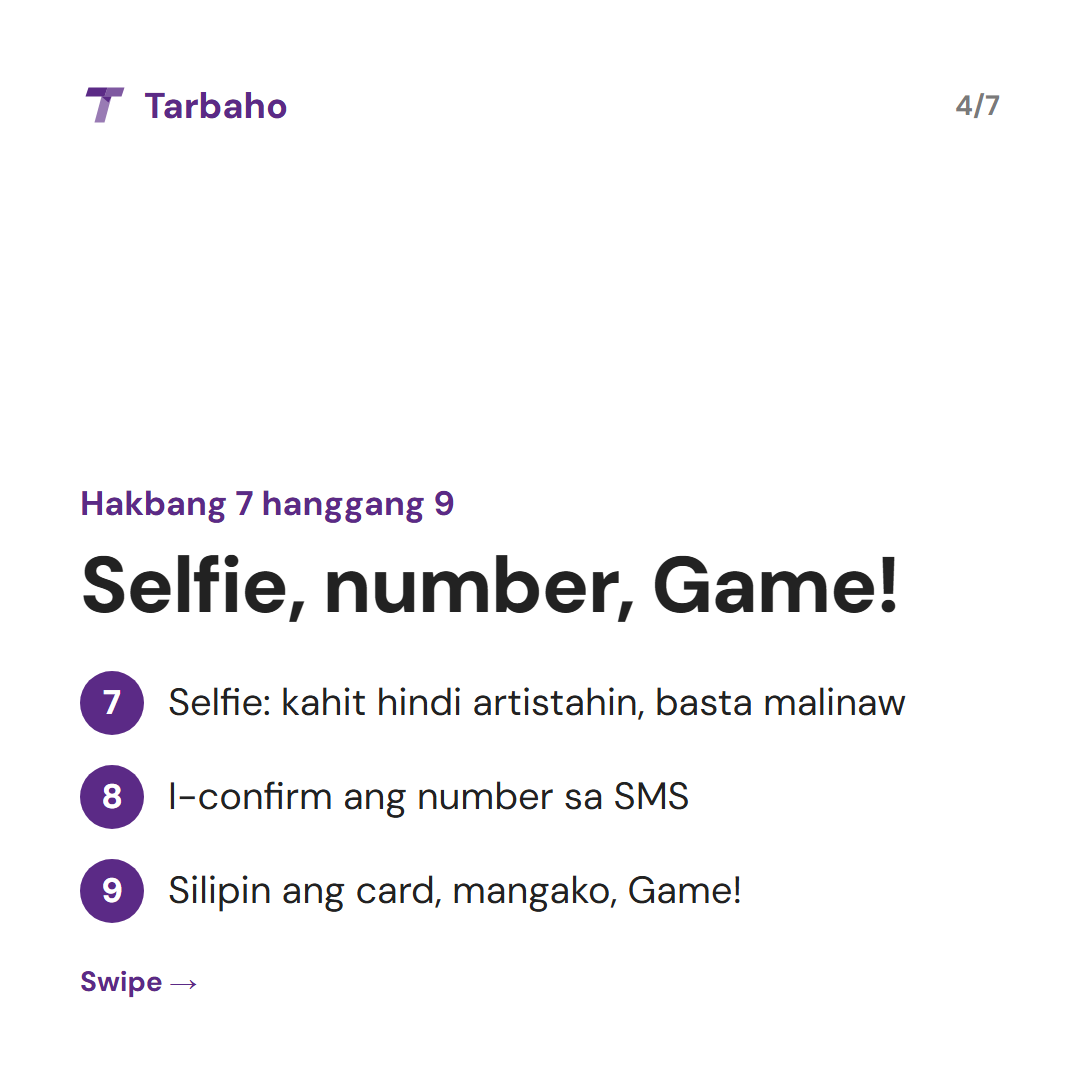 Tarbaho
4/7
Hakbang 7 hanggang 9
Selfie, number, Game!
7 Selfie: kahit hindi artistahin, basta malinaw
8 I-confirm ang number sa SMS
9 Silipin ang card, mangako, Game!
Swipe →